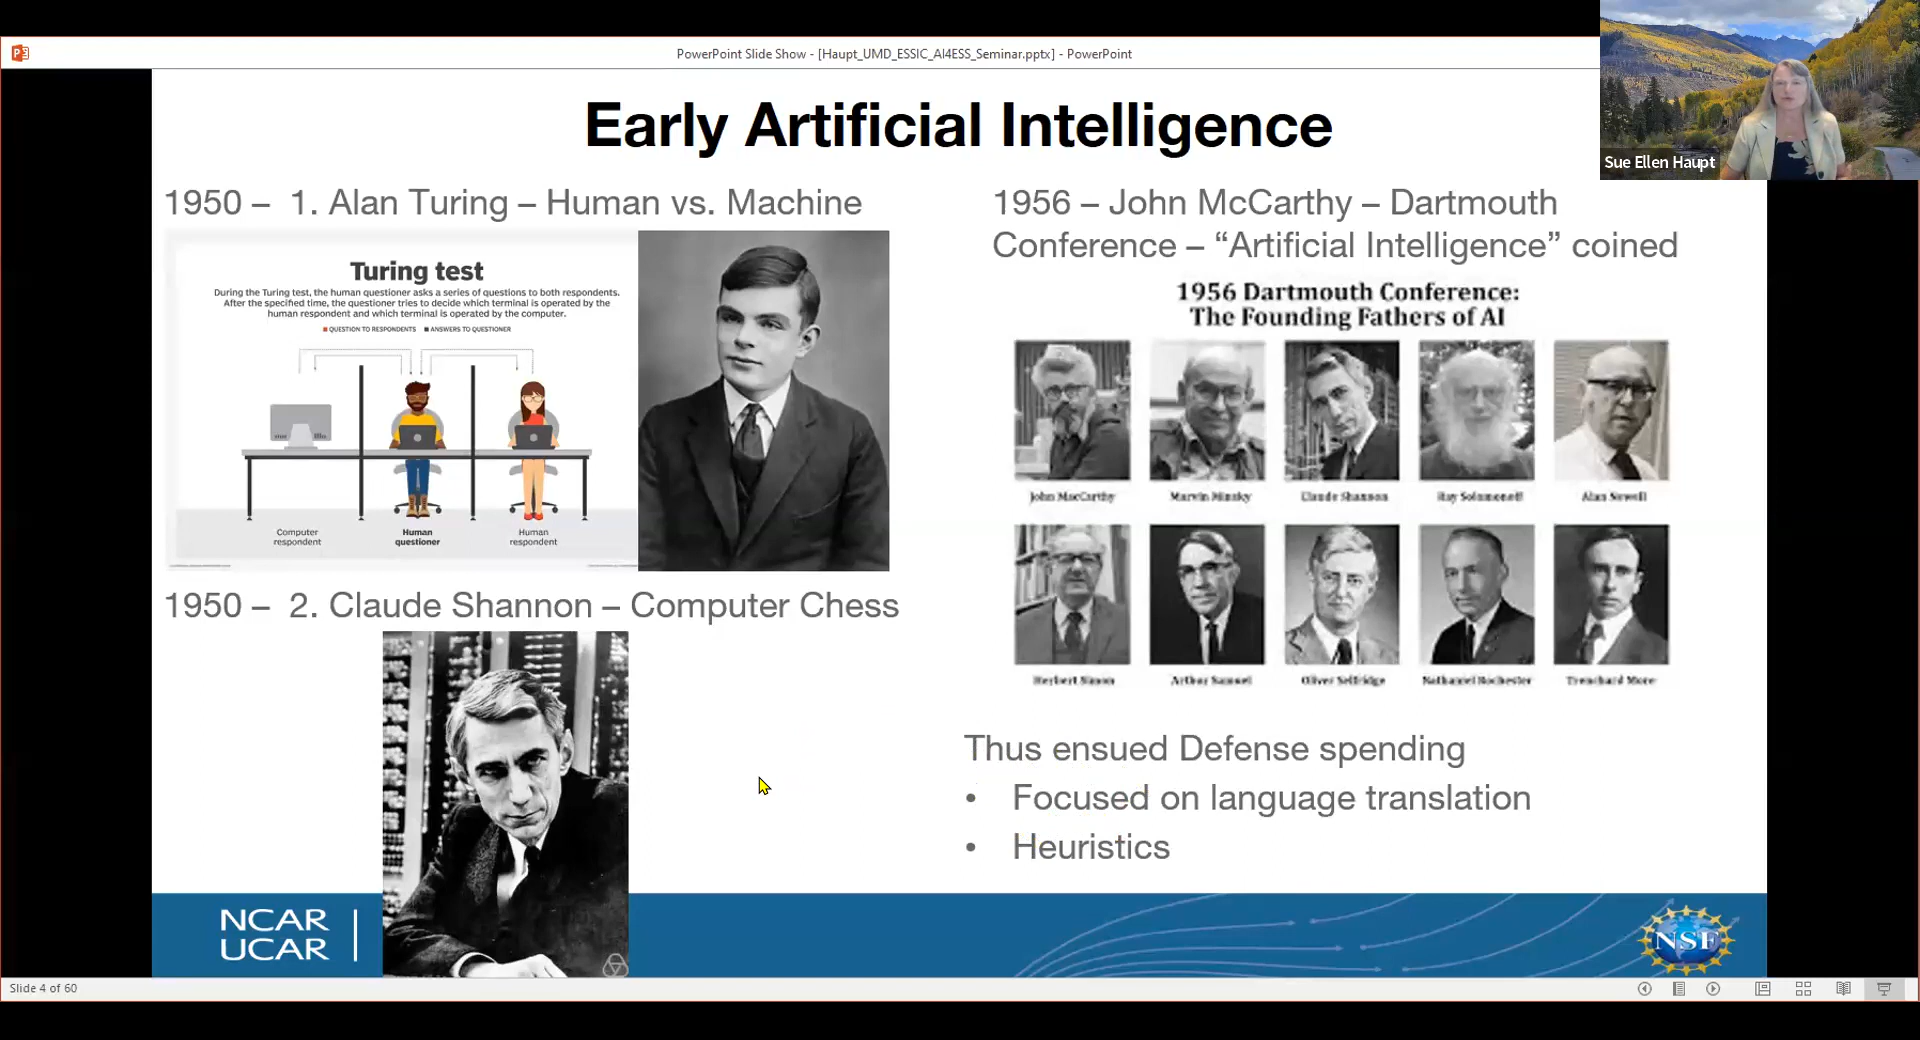 PowerPoint Slide Show - [Haupt_UMD_ESSIC_AI4ESS_Seminar.pptx] - PowerPoint
Sue Ellen Haupt
Early Artificial Intelligence
1950 – 1. Alan Turing – Human vs. Machine
Turing test
During the Turing test, the human questioner asks a series of questions to both respondents.
After the specified time, the questioner tries to decide which terminal is operated by the
human respondent and which terminal is operated by the computer.
QUESTION TO RESPONDENTS ANSWERS TO QUESTIONER
Computer
respondent
Human
questioner
Human
respondent
1950 – 2. Claude Shannon – Computer Chess
1956 – John McCarthy – Dartmouth
Conference – “Artificial Intelligence” coined
1956 Dartmouth Conference:
The Founding Fathers of AI
John MacCarthy
Marvin Minsky
Claude Shannon
Ray Solomonoff
Alan Newell
Herbert Simon
Arthur Samuel
Oliver Selfridge
Nathaniel Rochester
Trenchard More
Thus ensued Defense spending
• Focused on language translation
• Heuristics
NCAR
UCAR
NSF
Slide 4 of 60